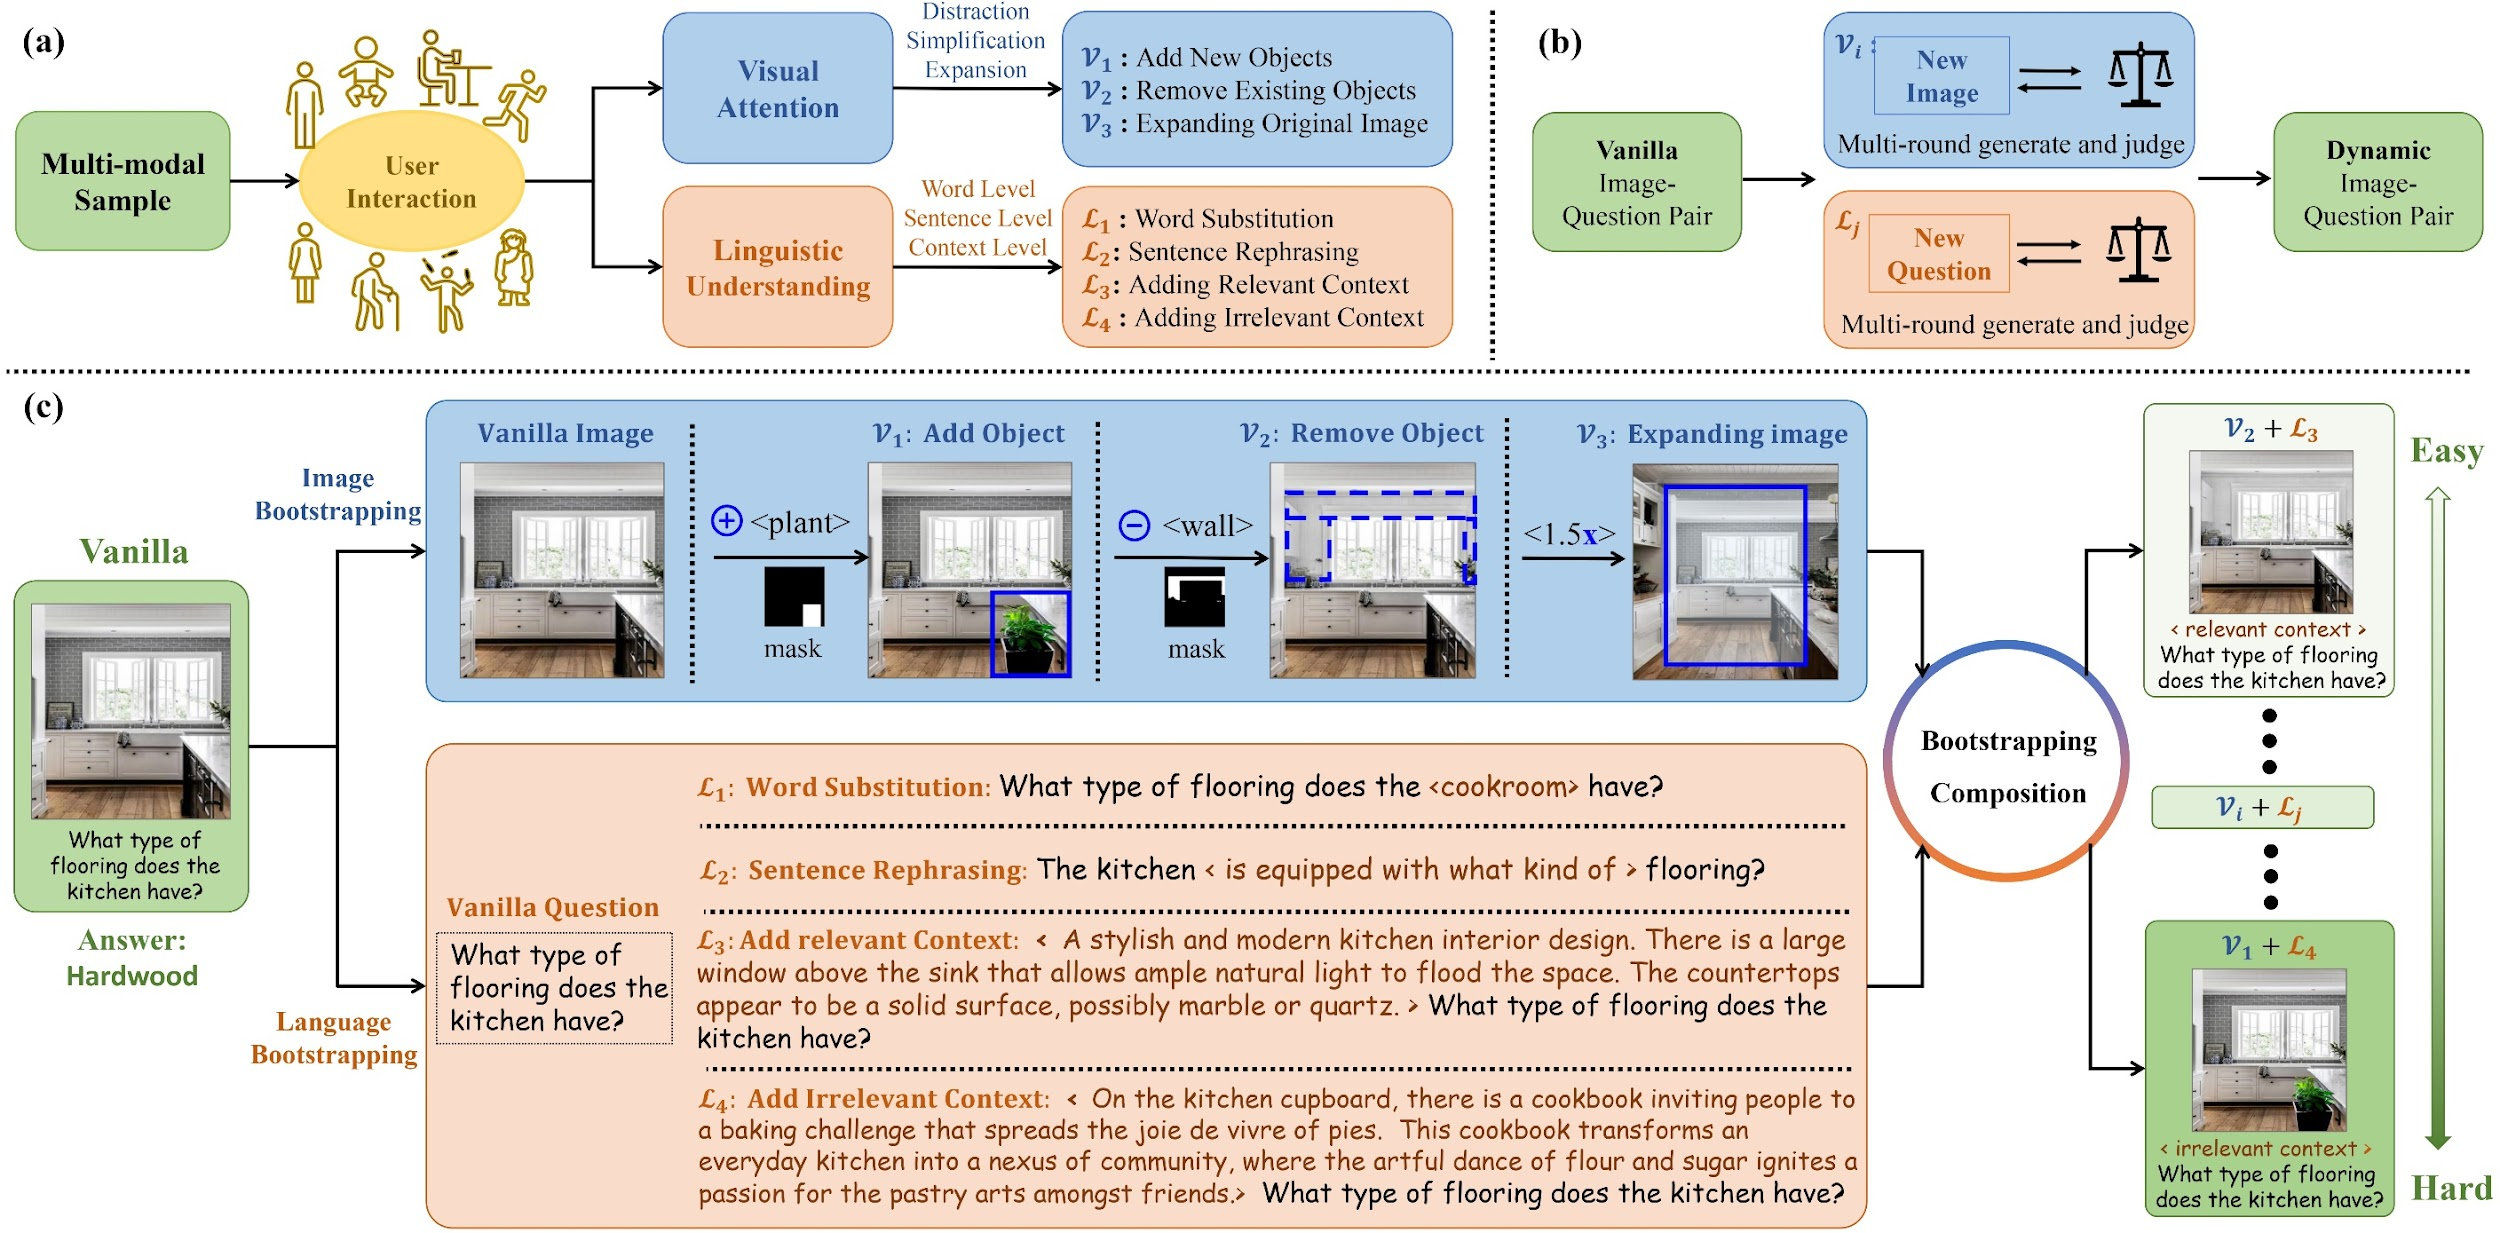 (a)
Multi-modal
Sample
User
Interaction
Visual
Attention
Distraction
Simplification
Expansion
𝒱1 : Add New Objects
𝒱2 : Remove Existing Objects
𝒱3 : Expanding Original Image
Linguistic
Understanding
Word Level
Sentence Level
Context Level
ℒ1 : Word Substitution
ℒ2: Sentence Rephrasing
ℒ3: Adding Relevant Context
ℒ4 : Adding Irrelevant Context
(b)
Vanilla
Image-
Question Pair
𝒱i :
New
Image
Multi-round generate and judge
ℒj
New
Question
Multi-round generate and judge
Dynamic
Image-
Question Pair
(c)
Vanilla
What type of
flooring does the
kitchen have?
Answer:
Hardwood
Image
Bootstrapping
Language
Bootstrapping
Vanilla Image
+ <plant>
mask
𝒱1: Add Object
− <wall>
mask
𝒱2: Remove Object
<1.5x>
𝒱3: Expanding image
Vanilla Question
What type of
flooring does the
kitchen have?
ℒ1: Word Substitution: What type of flooring does the <cookroom> have?
ℒ2: Sentence Rephrasing: The kitchen < is equipped with what kind of > flooring?
ℒ3: Add relevant Context: < A stylish and modern kitchen interior design. There is a large
window above the sink that allows ample natural light to flood the space. The countertops
appear to be a solid surface, possibly marble or quartz. > What type of flooring does the
kitchen have?
ℒ4: Add Irrelevant Context: < On the kitchen cupboard, there is a cookbook inviting people to
a baking challenge that spreads the joie de vivre of pies. This cookbook transforms an
everyday kitchen into a nexus of community, where the artful dance of flour and sugar ignites a
passion for the pastry arts amongst friends.> What type of flooring does the kitchen have?
Bootstrapping
Composition
𝒱2 + ℒ3
< relevant context >
What type of flooring
does the kitchen have?
𝒱i + ℒj
𝒱1 + ℒ4
< irrelevant context >
What type of flooring
does the kitchen have?
Easy
Hard